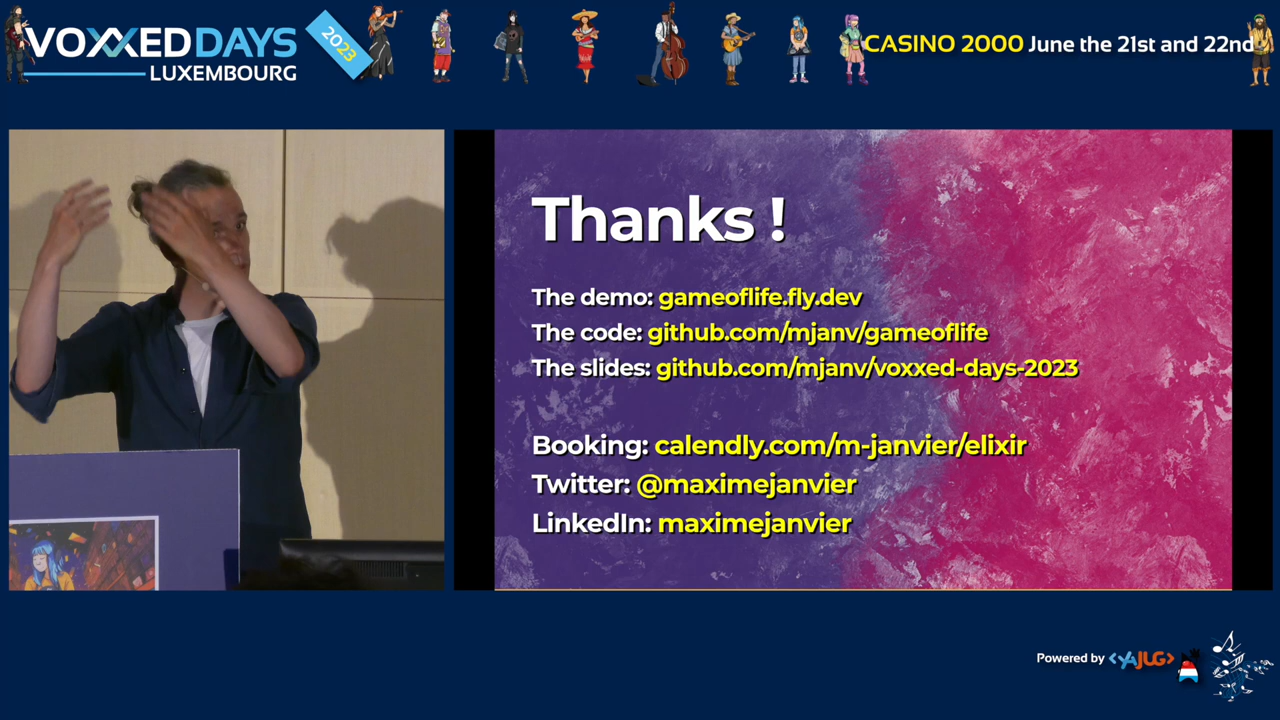 VOXXED DAYS
LUXEMBOURG
2023
CASINO 2000 June the 21st and 22nd
Thanks !
The demo: gameoflife.fly.dev
The code: github.com/mjanv/gameoflife
The slides: github.com/mjanv/voxxed-days-2023
Booking: calendly.com/m-janvier/elixir
Twitter: @maximejanvier
LinkedIn: maximejanvier
Powered by <YAJUG>